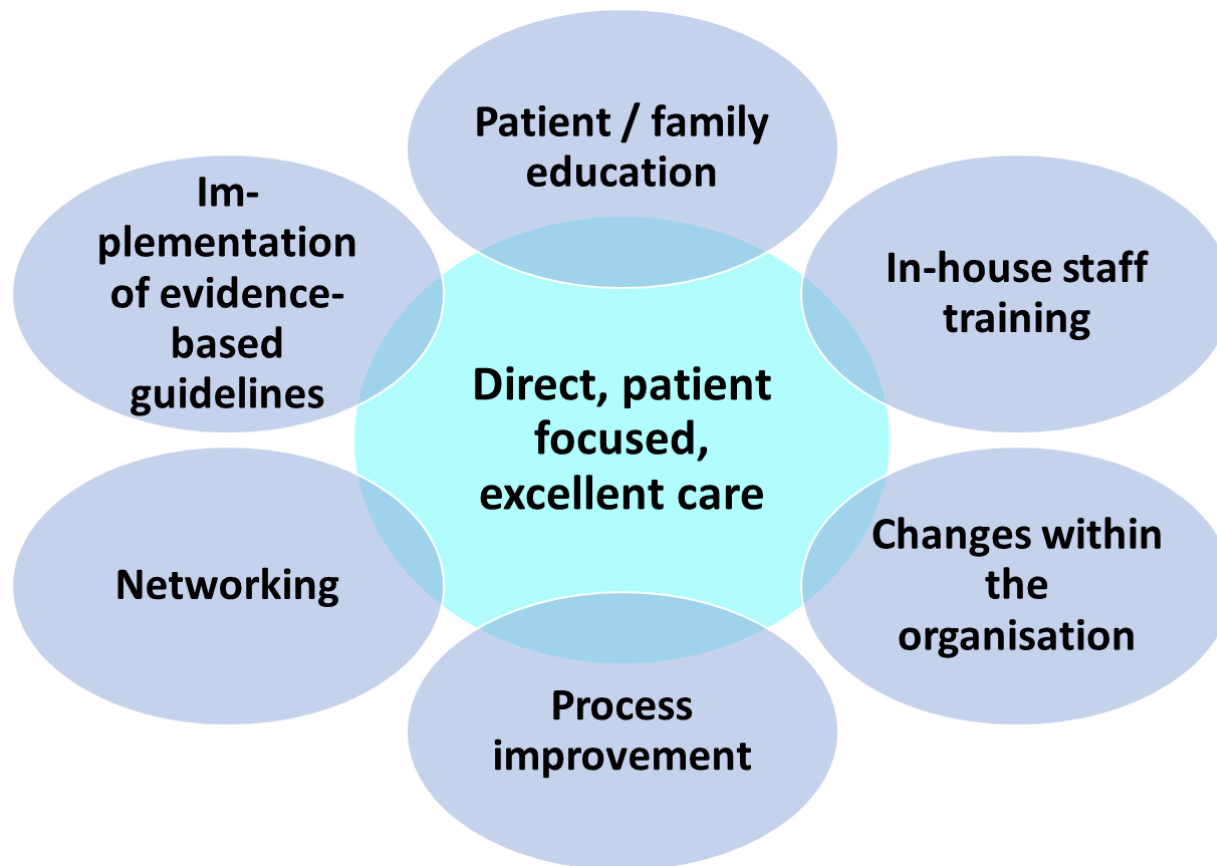 Patient / family
education
Im-
plementation
of evidence-
based
guidelines
In-house staff
training
Direct, patient
focused,
excellent care
Networking
Changes within
the
organisation
Process
improvement